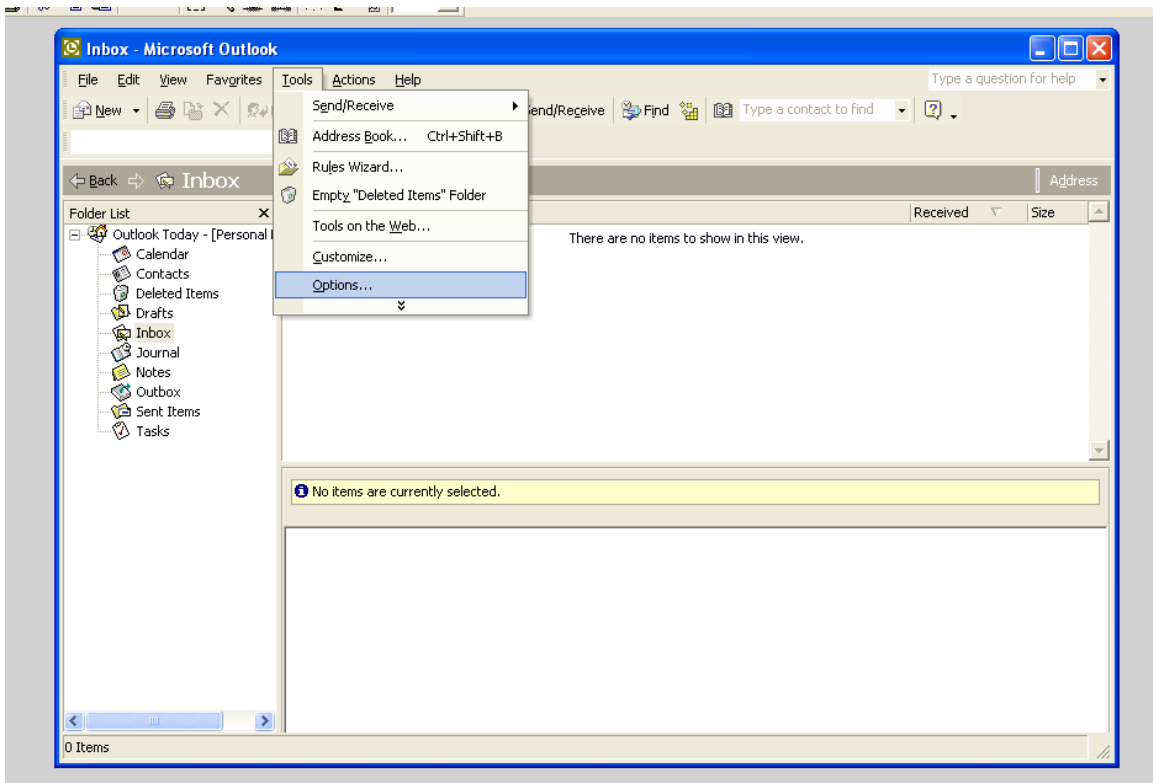 Inbox - Microsoft Outlook
File Edit View Favorites Tools Actions Help Type a question for help
New Send/Receive Find Type a contact to find
Back Inbox Address
Send/Receive
Address Book... Ctrl+Shift+B
Rules Wizard...
Empty "Deleted Items" Folder
Tools on the Web...
Customize...
Options...
Folder List X Received Size
Outlook Today - [Personal
There are no items to show in this view.
Calendar
Contacts
Deleted Items
Drafts
Inbox
Journal
Notes
Outbox
Sent Items
Tasks
No items are currently selected.
0 Items